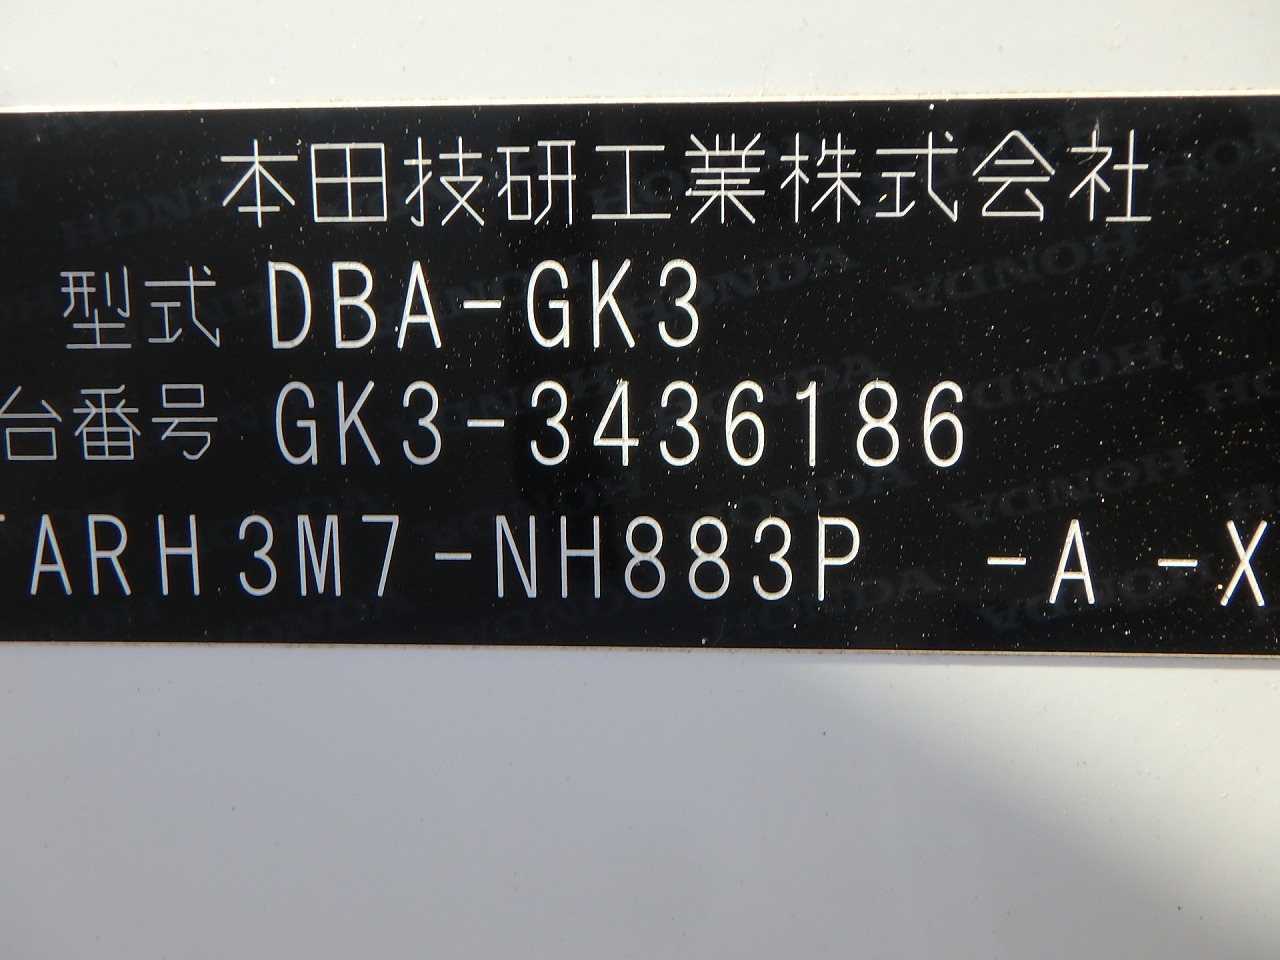 本田技研工業株式会社
型式 DBA-GK3
台番号 GK3-3436186
ARH3M7-NH883P -A -X